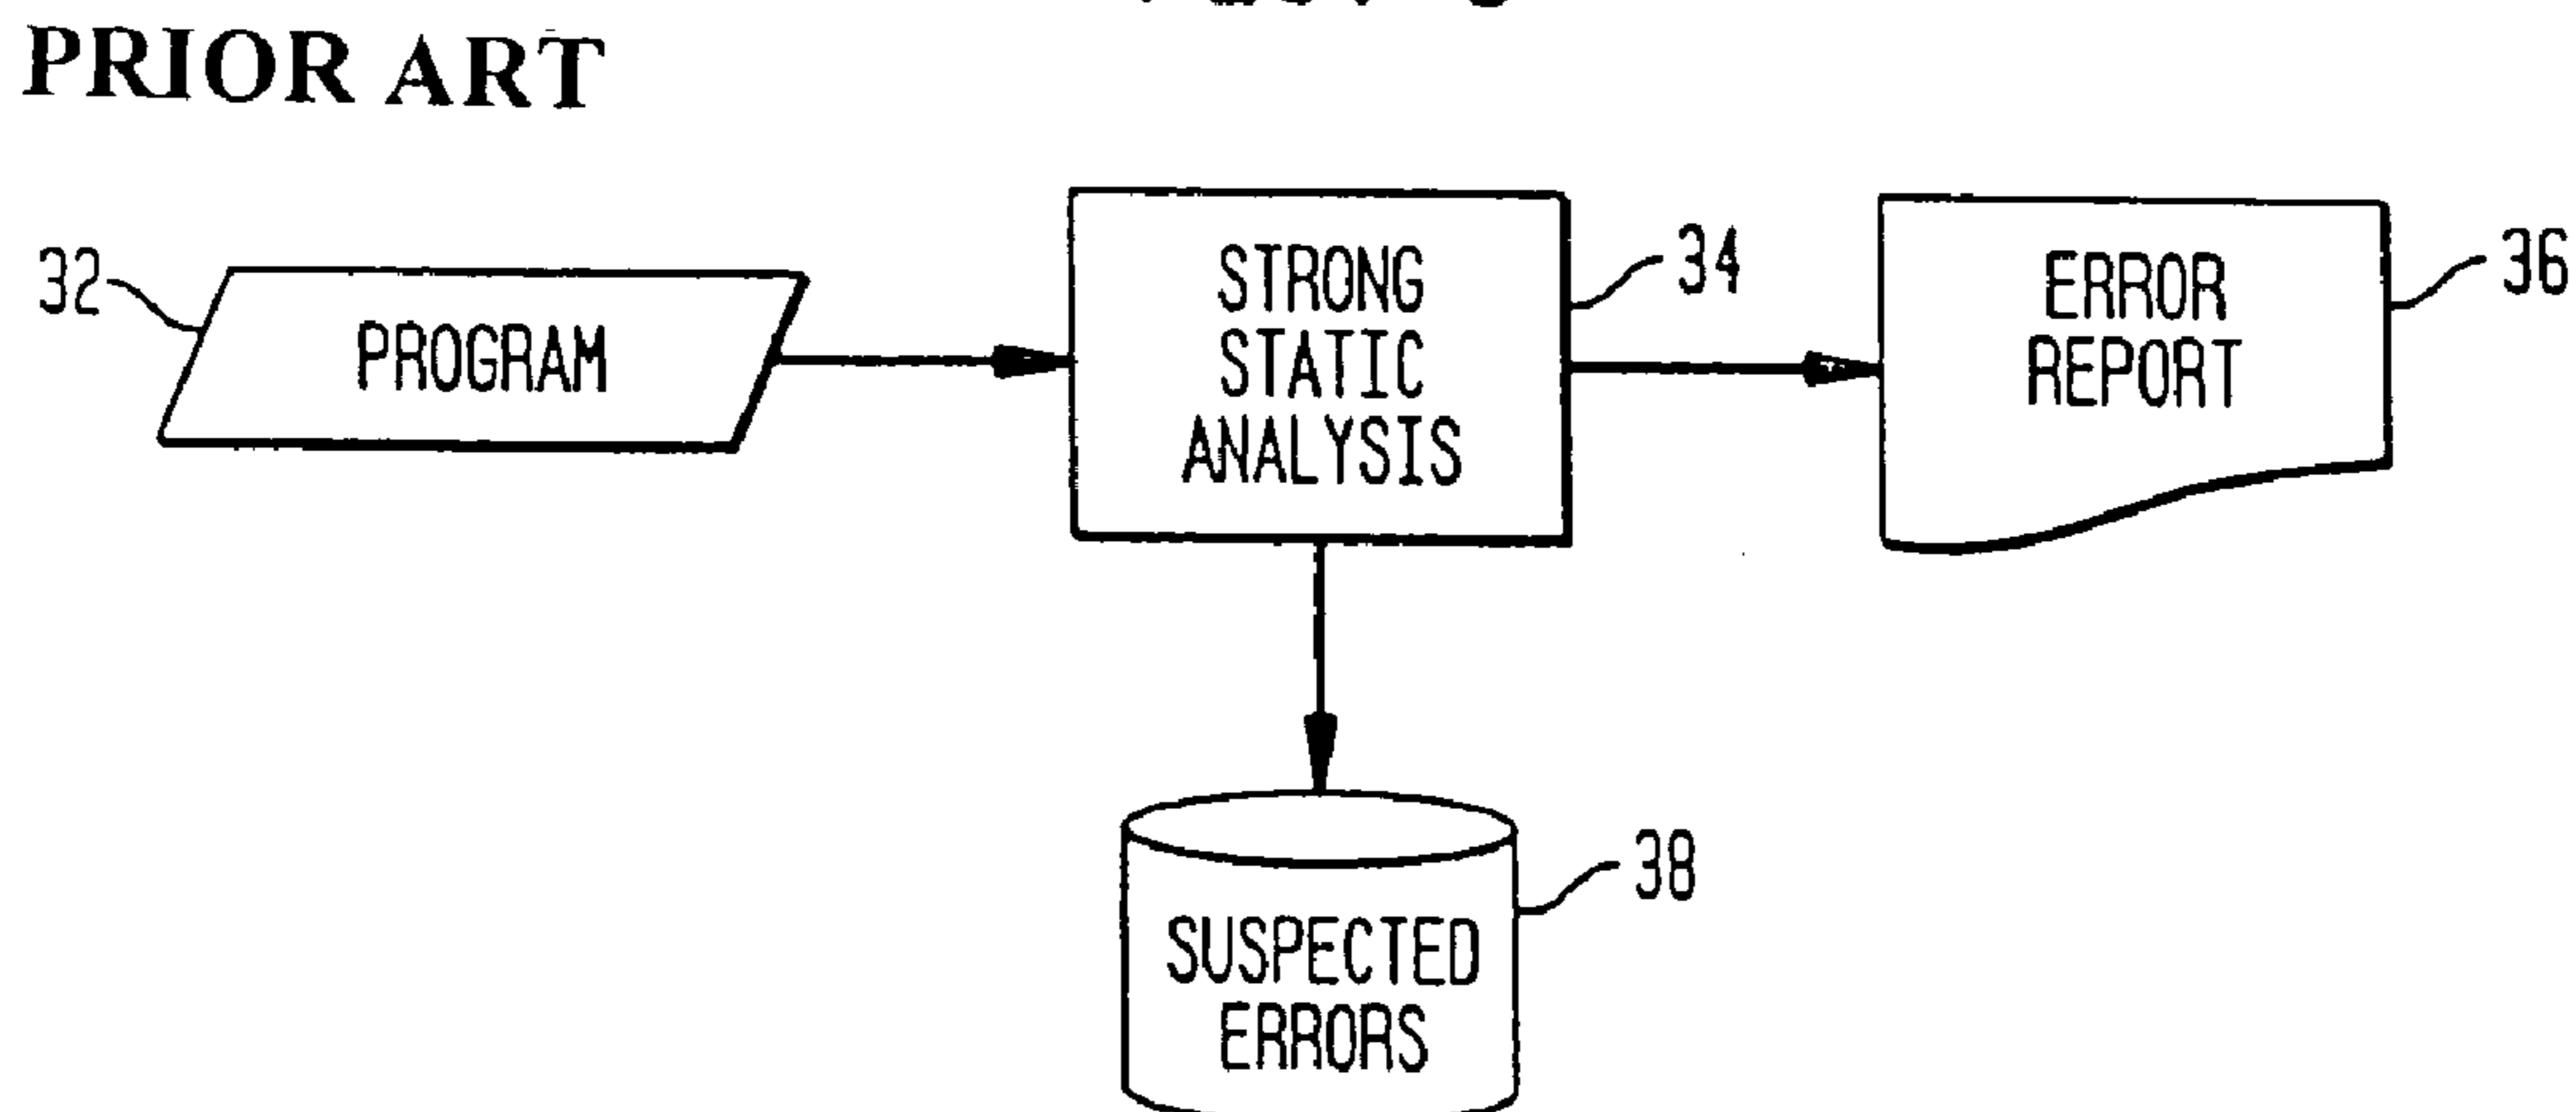 PRIOR ART
32
PROGRAM
STRONG
STATIC
ANALYSIS
34
ERROR
REPORT
36
SUSPECTED
ERRORS
38